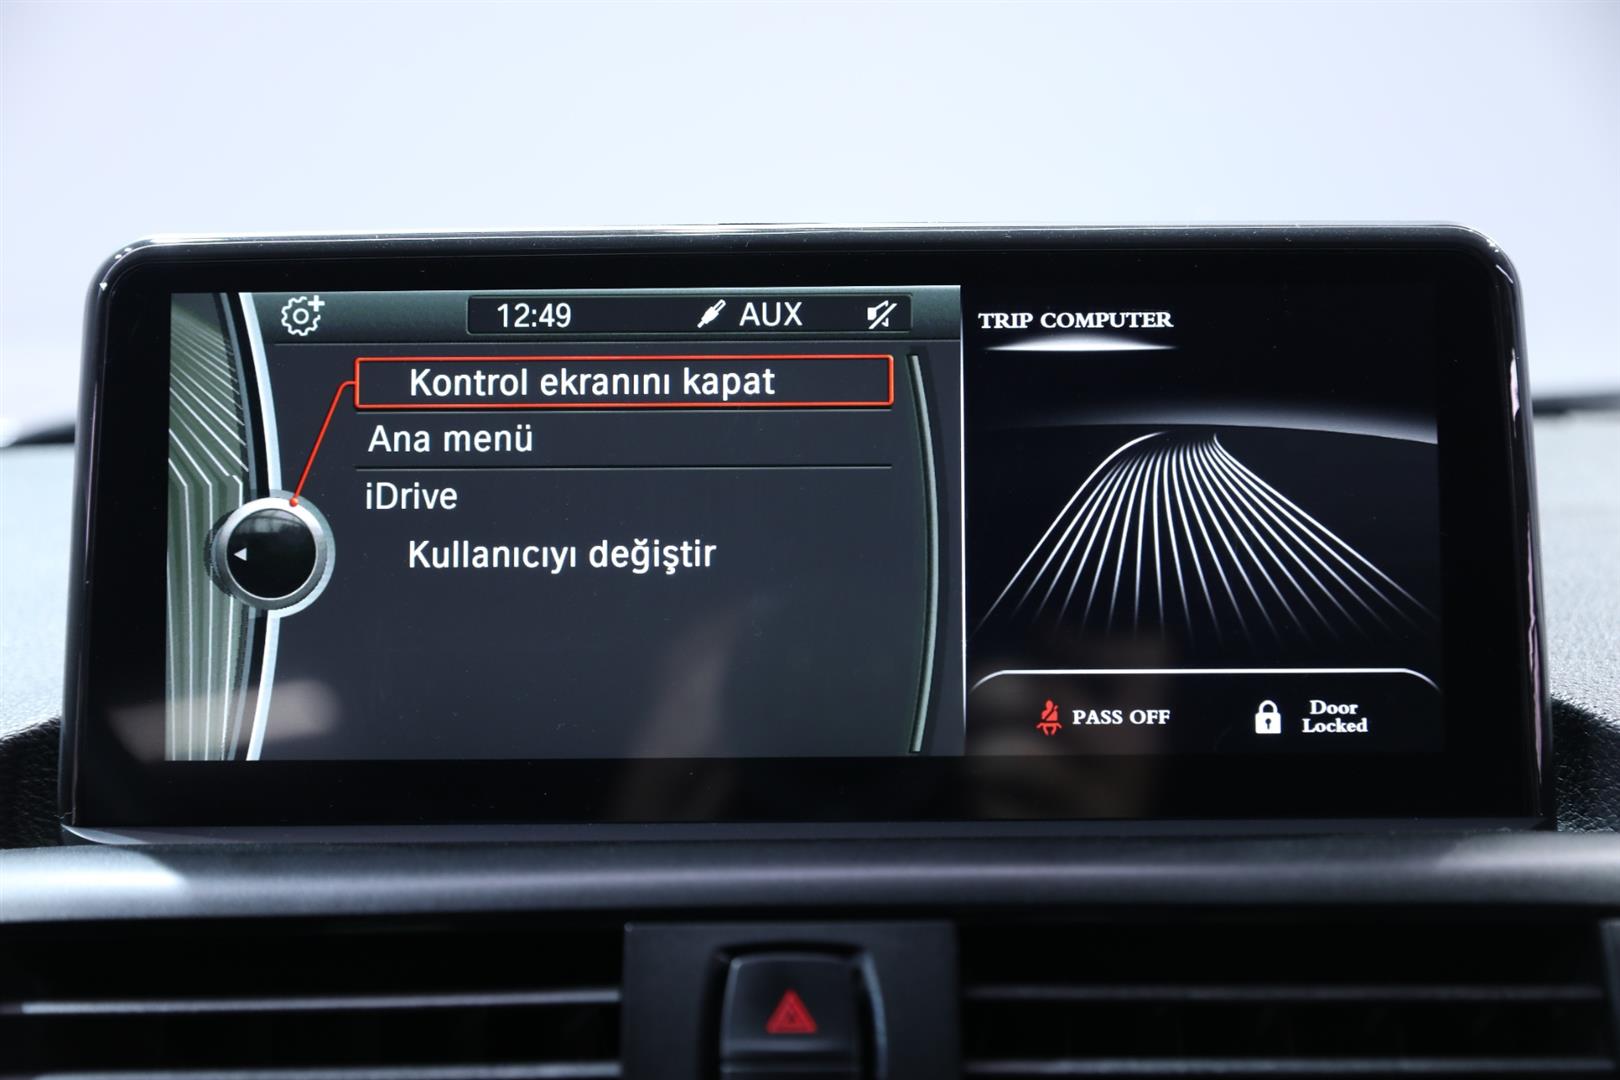 12:49 AUX
Kontrol ekranını kapat
Ana menü
iDrive
Kullanıcıyı değiştir
TRIP COMPUTER
PASS OFF
Door
Locked